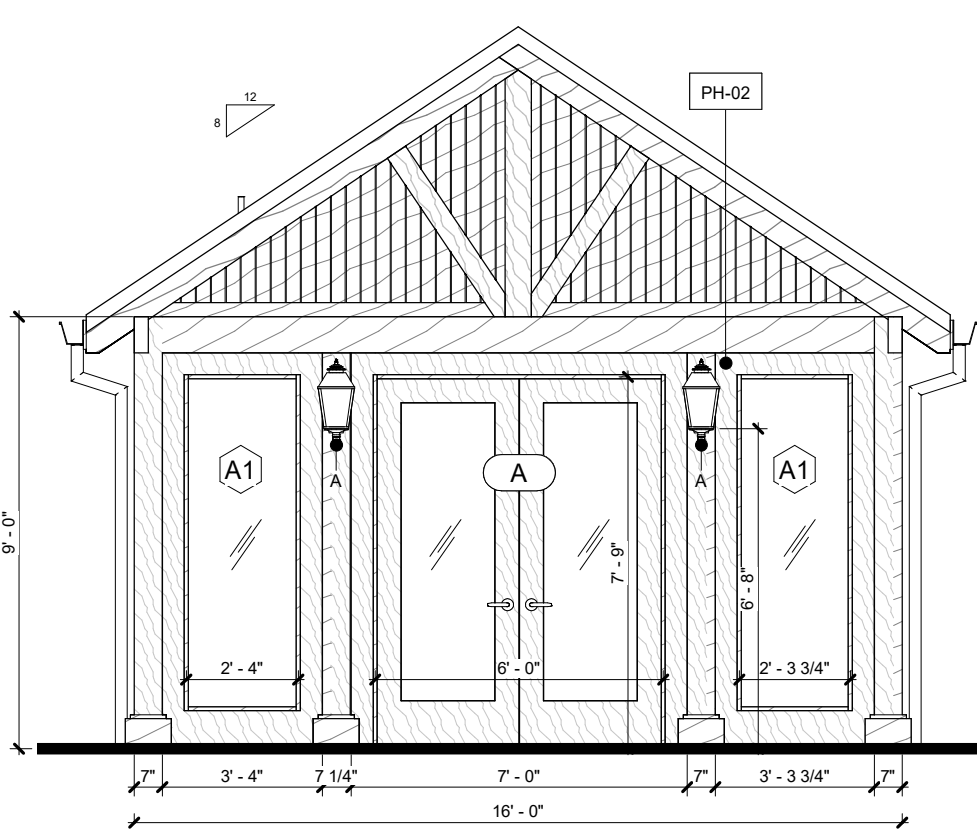 12
8
PH-02
A1
A
A
A
A1
9' - 0"
7' - 9"
6' - 8"
2' - 4"
6' - 0"
2' - 3 3/4"
7"
3' - 4"
7 1/4"
7' - 0"
7"
3' - 3 3/4"
7"
16' - 0"